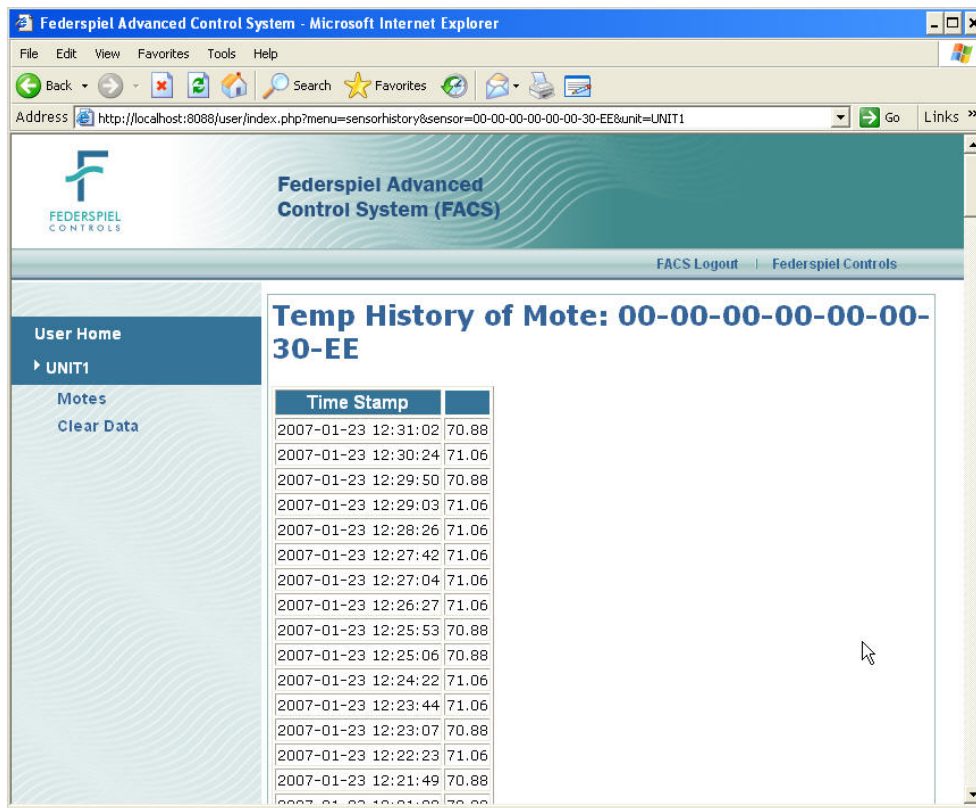 Federspiel Advanced Control System - Microsoft Internet Explorer
File Edit View Favorites Tools Help
Back Search Favorites
Address http://localhost:8088/user/index.php?menu=sensorhistory&sensor=00-00-00-00-00-00-30-EE&unit=UNIT1 Go Links »
FEDERSPIEL
CONTROLS
Federspiel Advanced
Control System (FACS)
FACS Logout | Federspiel Controls
User Home
UNIT1
Motes
Clear Data
Temp History of Mote: 00-00-00-00-00-00-
30-EE
Time Stamp
2007-01-23 12:31:02 70.88
2007-01-23 12:30:24 71.06
2007-01-23 12:29:50 70.88
2007-01-23 12:29:03 71.06
2007-01-23 12:28:26 71.06
2007-01-23 12:27:42 71.06
2007-01-23 12:27:04 71.06
2007-01-23 12:26:27 71.06
2007-01-23 12:25:53 70.88
2007-01-23 12:25:06 70.88
2007-01-23 12:24:22 71.06
2007-01-23 12:23:44 71.06
2007-01-23 12:23:07 70.88
2007-01-23 12:22:23 71.06
2007-01-23 12:21:49 70.88